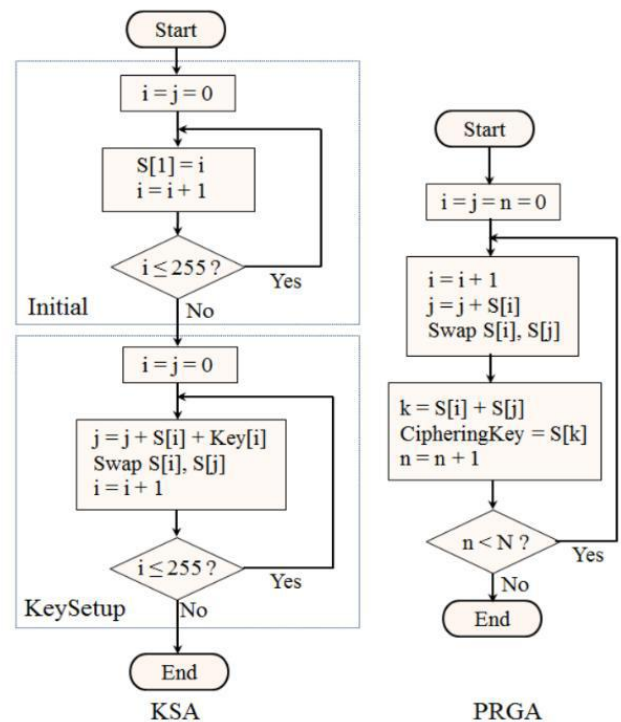 Start
i = j = 0
S[1] = i
i = i + 1
i ≤ 255 ?
Yes
Initial
No
i = j = 0
j = j + S[i] + Key[i]
Swap S[i], S[j]
i = i + 1
i ≤ 255 ?
Yes
KeySetup
No
End
KSA
Start
i = j = n = 0
i = i + 1
j = j + S[i]
Swap S[i], S[j]
k = S[i] + S[j]
CipheringKey = S[k]
n = n + 1
n < N ?
Yes
No
End
PRGA